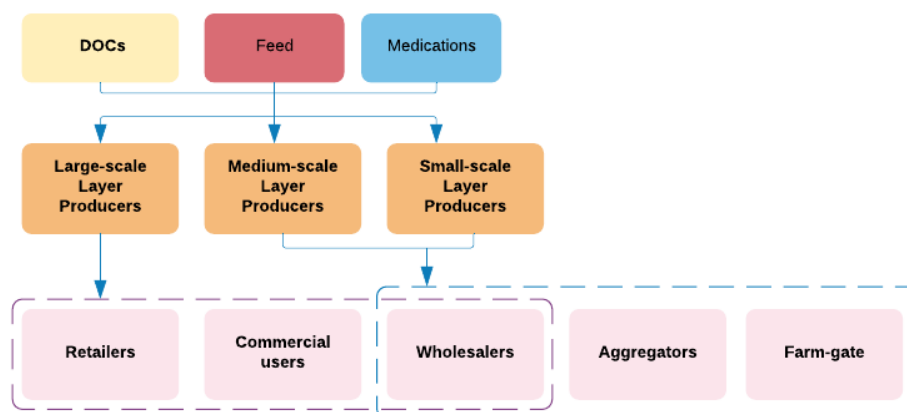 DOCs
Feed
Medications
Large-scale
Layer
Producers
Medium-scale
Layer
Producers
Small-scale
Layer
Producers
Retailers
Commercial
users
Wholesalers
Aggregators
Farm-gate